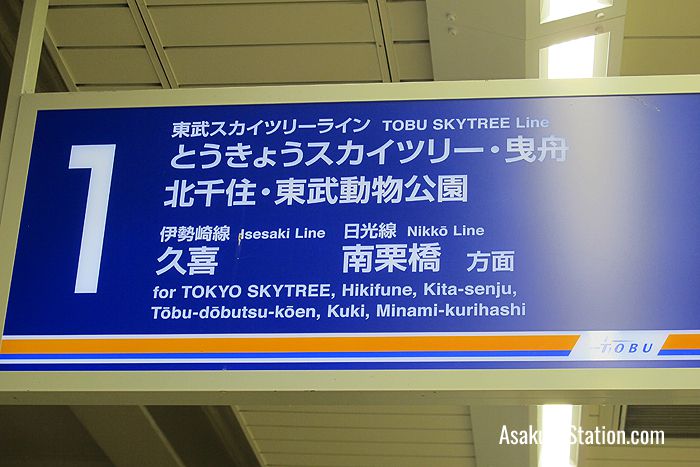 1
東武スカイツリーライン TOBU SKYTREE Line
とうきょうスカイツリー・曳舟
北千住・東武動物公園
伊勢崎線 Isesaki Line 日光線 Nikkō Line
久喜 南栗橋 方面
for TOKYO SKYTREE, Hikifune, Kita-senju,
Tōbu-dōbutsu-kōen, Kuki, Minami-kurihashi
TOBU
AsakusaStation.com